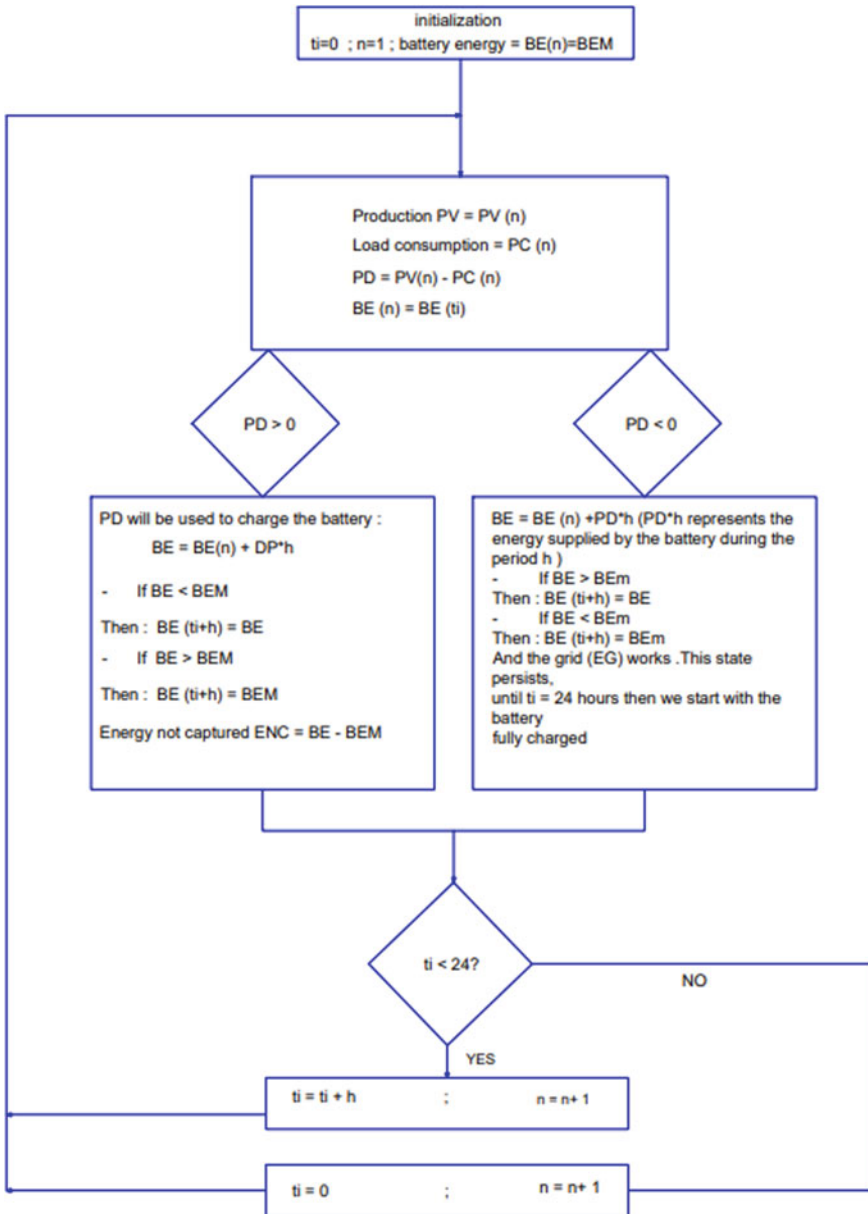 initialization
ti=0 ; n=1 ; battery energy = BE(n)=BEM
Production PV = PV (n)
Load consumption = PC (n)
PD = PV(n) - PC (n)
BE (n) = BE (ti)
PD > 0
PD < 0
PD will be used to charge the battery :
BE = BE(n) + DP*h
- If BE < BEM
Then : BE (ti+h) = BE
- If BE > BEM
Then : BE (ti+h) = BEM
Energy not captured ENC = BE - BEM
BE = BE (n) +PD*h (PD*h represents the
energy supplied by the battery during the
period h )
- If BE > BEm
Then : BE (ti+h) = BE
- If BE < BEm
Then : BE (ti+h) = BEm
And the grid (EG) works .This state
persists,
until ti = 24 hours then we start with the
battery
fully charged
ti < 24?
NO
YES
ti = ti + h ; n = n+ 1
ti = 0 ; n = n+ 1